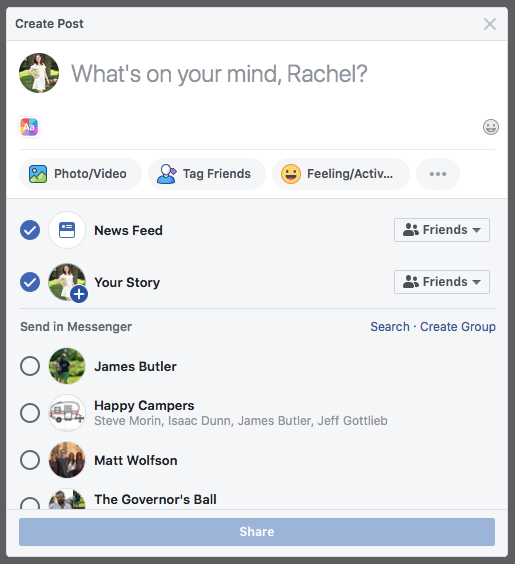 Create Post
What's on your mind, Rachel?
Aa
Photo/Video Tag Friends Feeling/Activ...
News Feed Friends
Your Story Friends
Send in Messenger Search · Create Group
James Butler
Happy Campers
Steve Morin, Isaac Dunn, James Butler, Jeff Gottlieb
Matt Wolfson
The Governor's Ball
Share